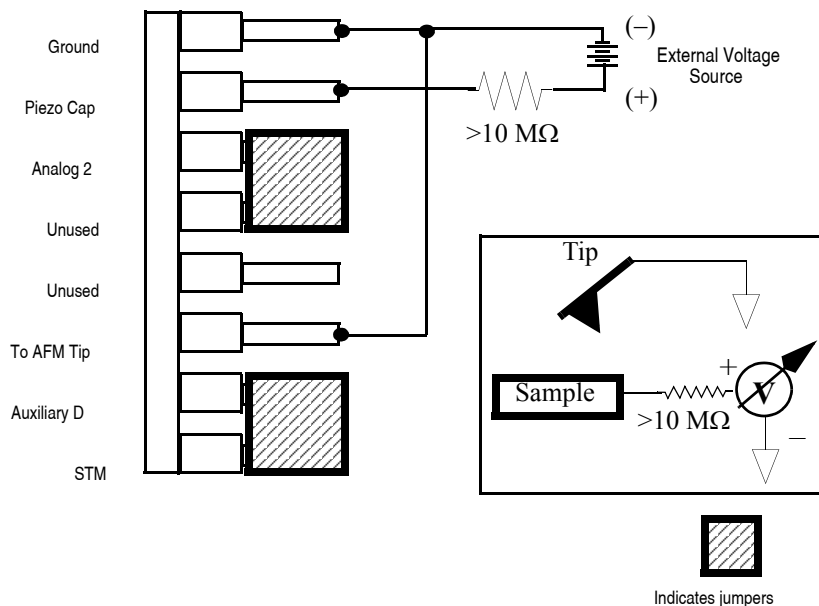 Ground
Piezo Cap
Analog 2
Unused
Unused
To AFM Tip
Auxiliary D
STM
(–)
External Voltage
Source
(+)
>10 MΩ
Tip
Sample
>10 MΩ
+
V
–
Indicates jumpers